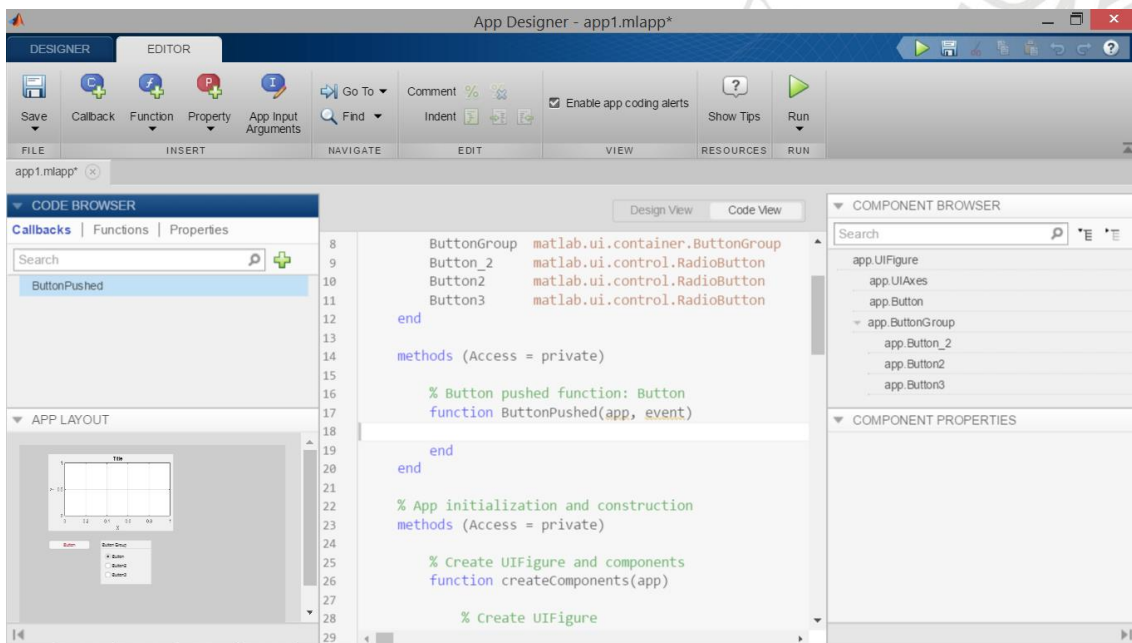 App Designer - app1.mlapp*
DESIGNER EDITOR
Save Callback Function Property App Input Arguments
Go To
Find
Comment
Indent
Enable app coding alerts
Show Tips
Run
FILE INSERT NAVIGATE EDIT VIEW RESOURCES RUN
app1.mlapp*
CODE BROWSER
Callbacks | Functions | Properties
Search
ButtonPushed
APP LAYOUT
Title
X
Button
Button Group
Button
Button2
Button3
Design View Code View
8 ButtonGroup matlab.ui.container.ButtonGroup
9 Button_2 matlab.ui.control.RadioButton
10 Button2 matlab.ui.control.RadioButton
11 Button3 matlab.ui.control.RadioButton
12 end
13
14 methods (Access = private)
15
16 % Button pushed function: Button
17 function ButtonPushed(app, event)
18
19 end
20 end
21
22 % App initialization and construction
23 methods (Access = private)
24
25 % Create UIFigure and components
26 function createComponents(app)
27
28 % Create UIFigure
29
COMPONENT BROWSER
Search
app.UIFigure
app.UIAxes
app.Button
app.ButtonGroup
app.Button_2
app.Button2
app.Button3
COMPONENT PROPERTIES